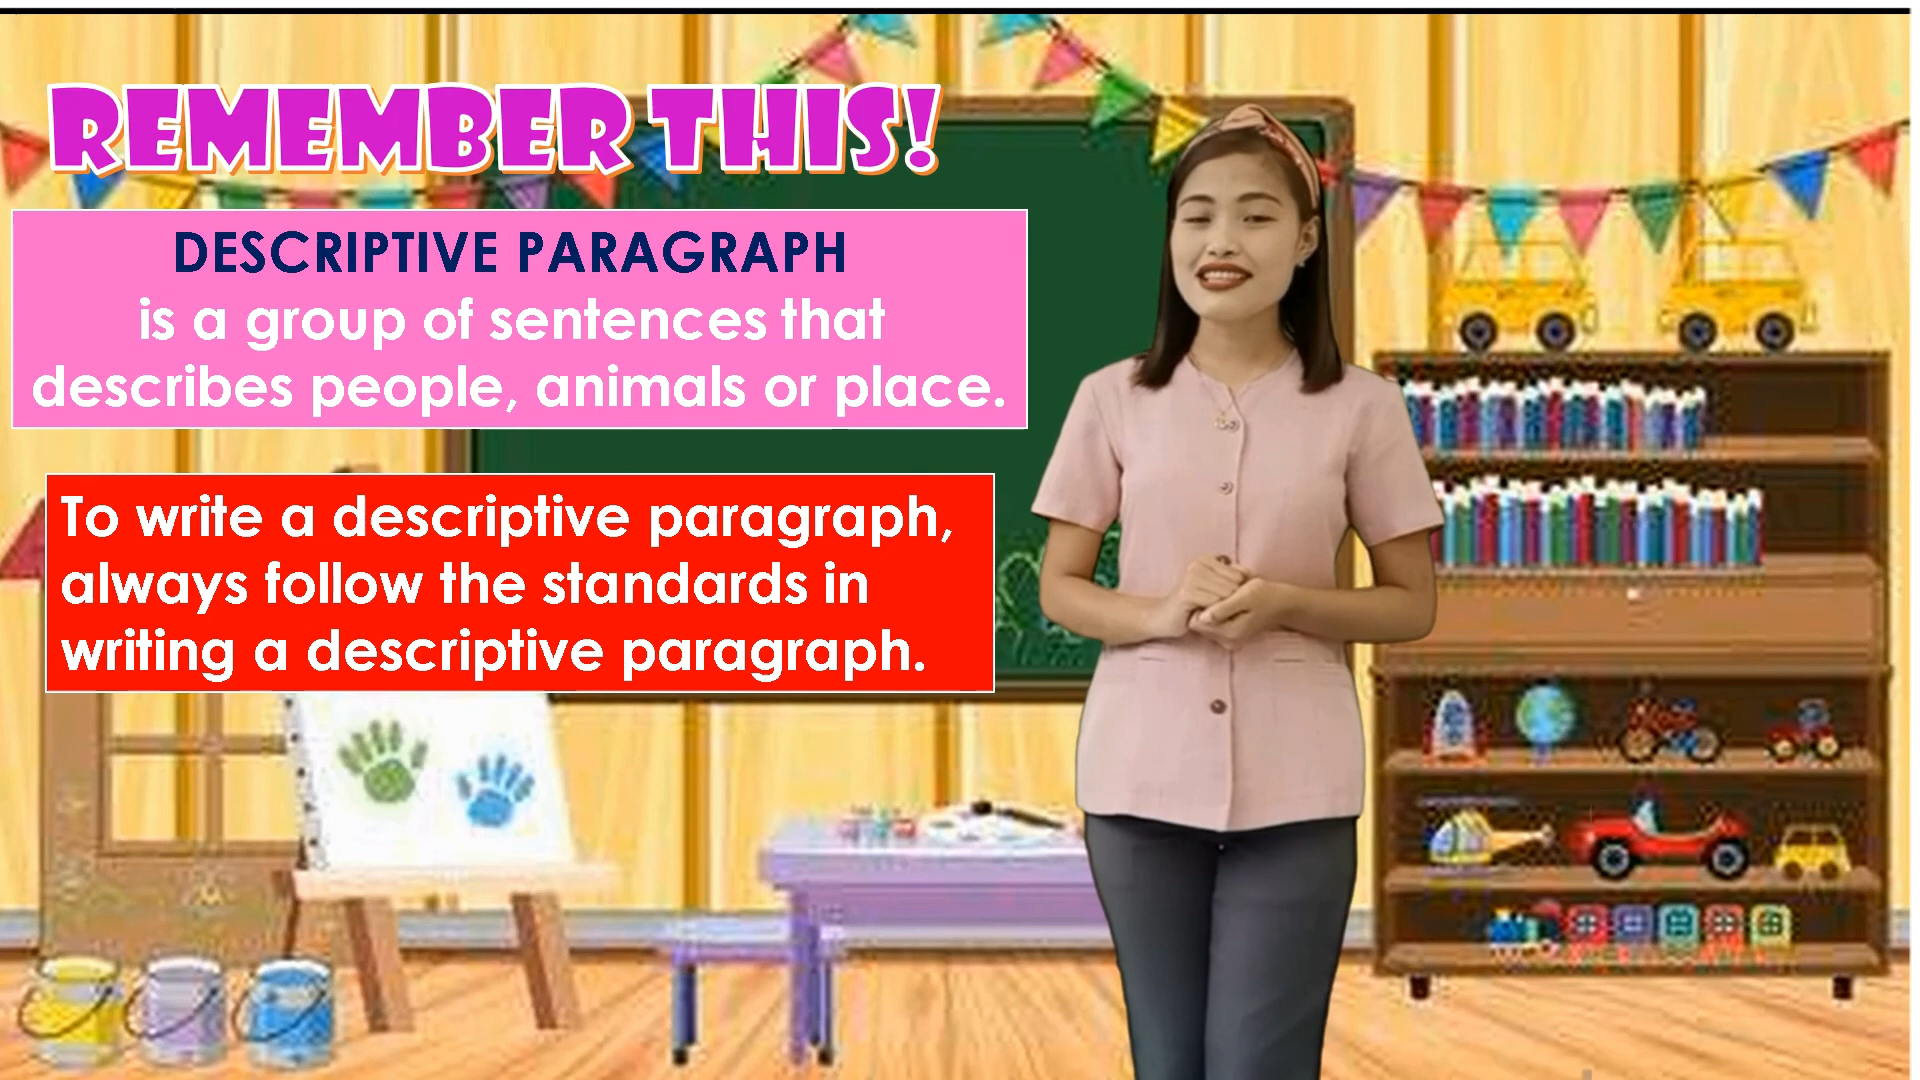 REMEMBER THIS!
DESCRIPTIVE PARAGRAPH
is a group of sentences that
describes people, animals or place.
To write a descriptive paragraph,
always follow the standards in
writing a descriptive paragraph.